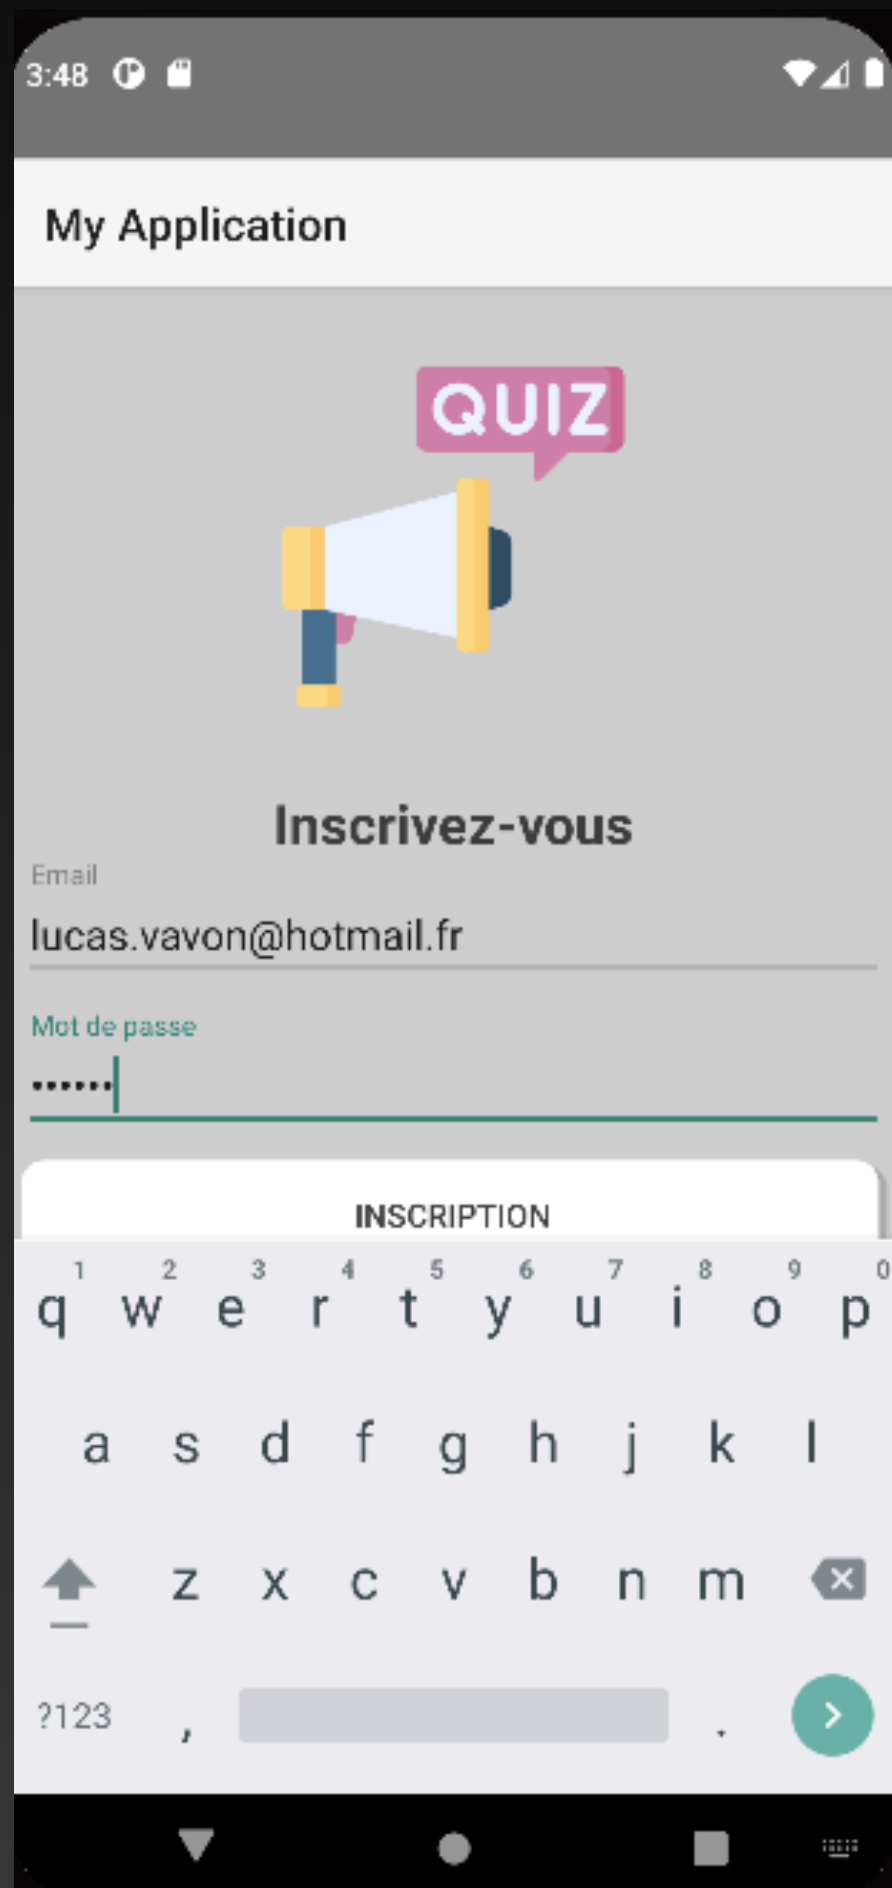 3:48
My Application
QUIZ
Inscrivez-vous
Email
lucas.vavon@hotmail.fr
Mot de passe
••••••
INSCRIPTION
1 2 3 4 5 6 7 8 9 0
q w e r t y u i o p
a s d f g h j k l
z x c v b n m
?123 , .